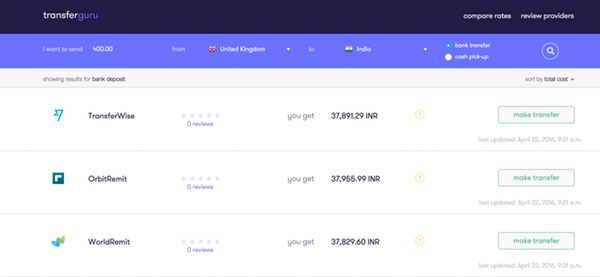 transferguru compare rates review providers
I want to send 400.00 from United Kingdom to India bank transfer
cash pick-up
showing results for bank deposit sort by total cost
TransferWise 0 reviews you get 37,891.29 INR ? make transfer
last updated: April 22, 2016, 9:31 a.m.
OrbitRemit 0 reviews you get 37,955.99 INR ? make transfer
last updated: April 22, 2016, 9:21 a.m.
WorldRemit 0 reviews you get 37,829.60 INR ? make transfer
last updated: April 22, 2016, 9:31 a.m.